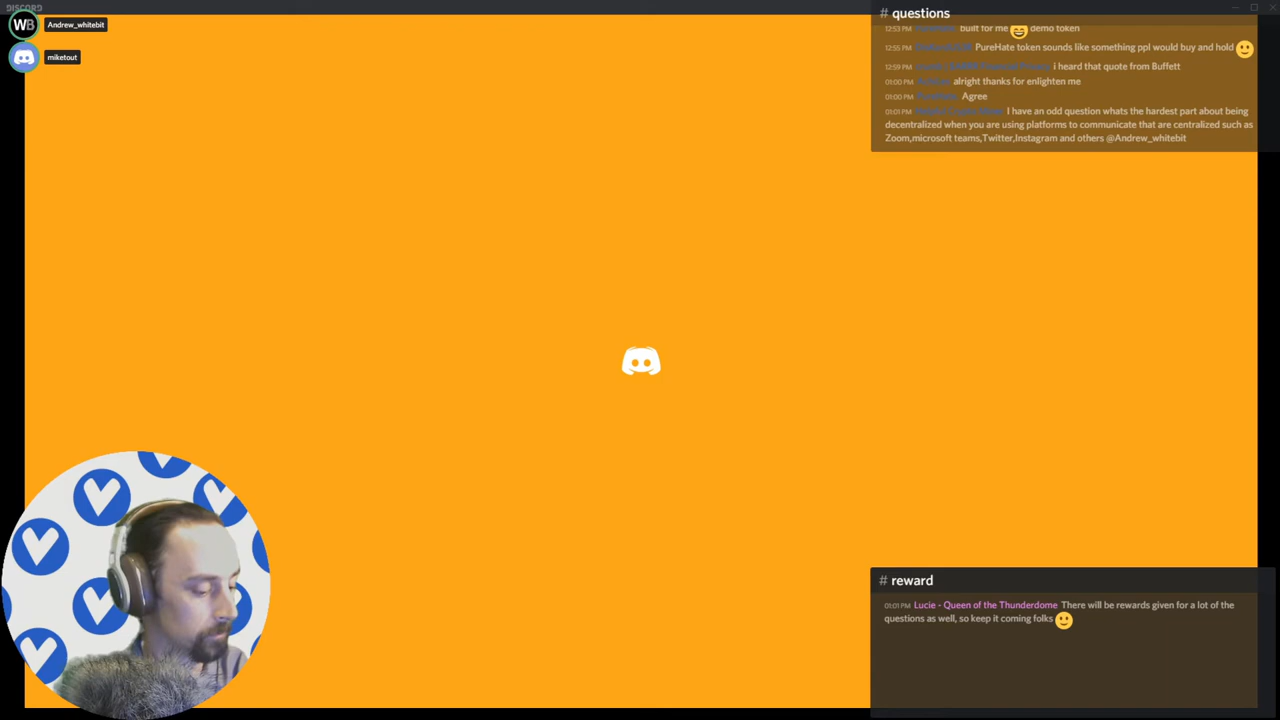 DISCORD
WB
Andrew_whitebit
miketout
# questions
12:53 PM built for me demo token
12:55 PM PureHate token sounds like something ppl would buy and hold
12:59 PM i heard that quote from Buffett
01:00 PM alright thanks for enlighten me
01:00 PM Agree
01:01 PM I have an odd question whats the hardest part about being
decentralized when you are using platforms to communicate that are centralized such as
Zoom,microsoft teams,Twitter,Instagram and others @Andrew_whitebit
# reward
01:01 PM Lucie - Queen of the Thunderdome There will be rewards given for a lot of the
questions as well, so keep it coming folks